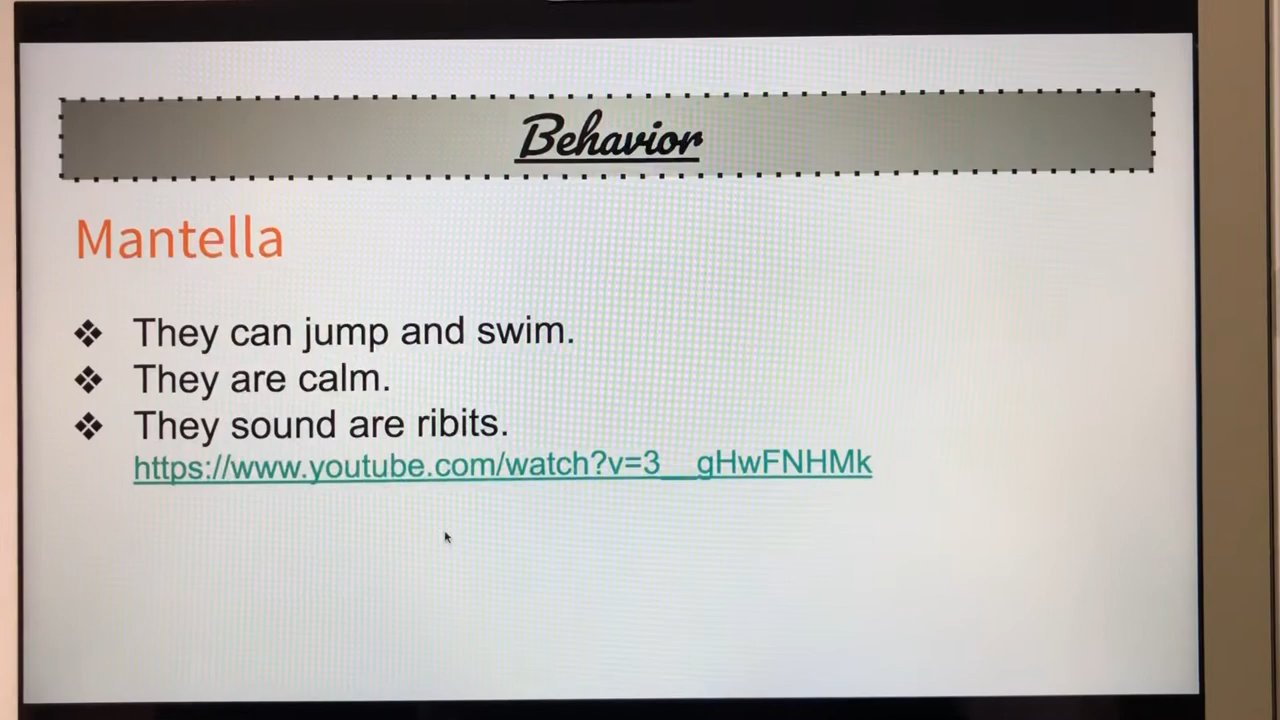 Behavior
Mantella
❖ They can jump and swim.
❖ They are calm.
❖ They sound are ribits.
https://www.youtube.com/watch?v=3__gHwFNHMk